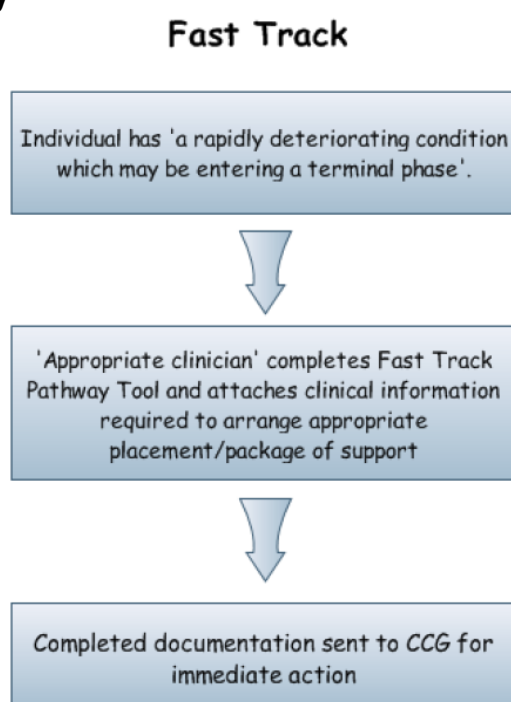 Fast Track
Individual has 'a rapidly deteriorating condition
which may be entering a terminal phase'.
'Appropriate clinician' completes Fast Track
Pathway Tool and attaches clinical information
required to arrange appropriate
placement/package of support
Completed documentation sent to CCG for
immediate action